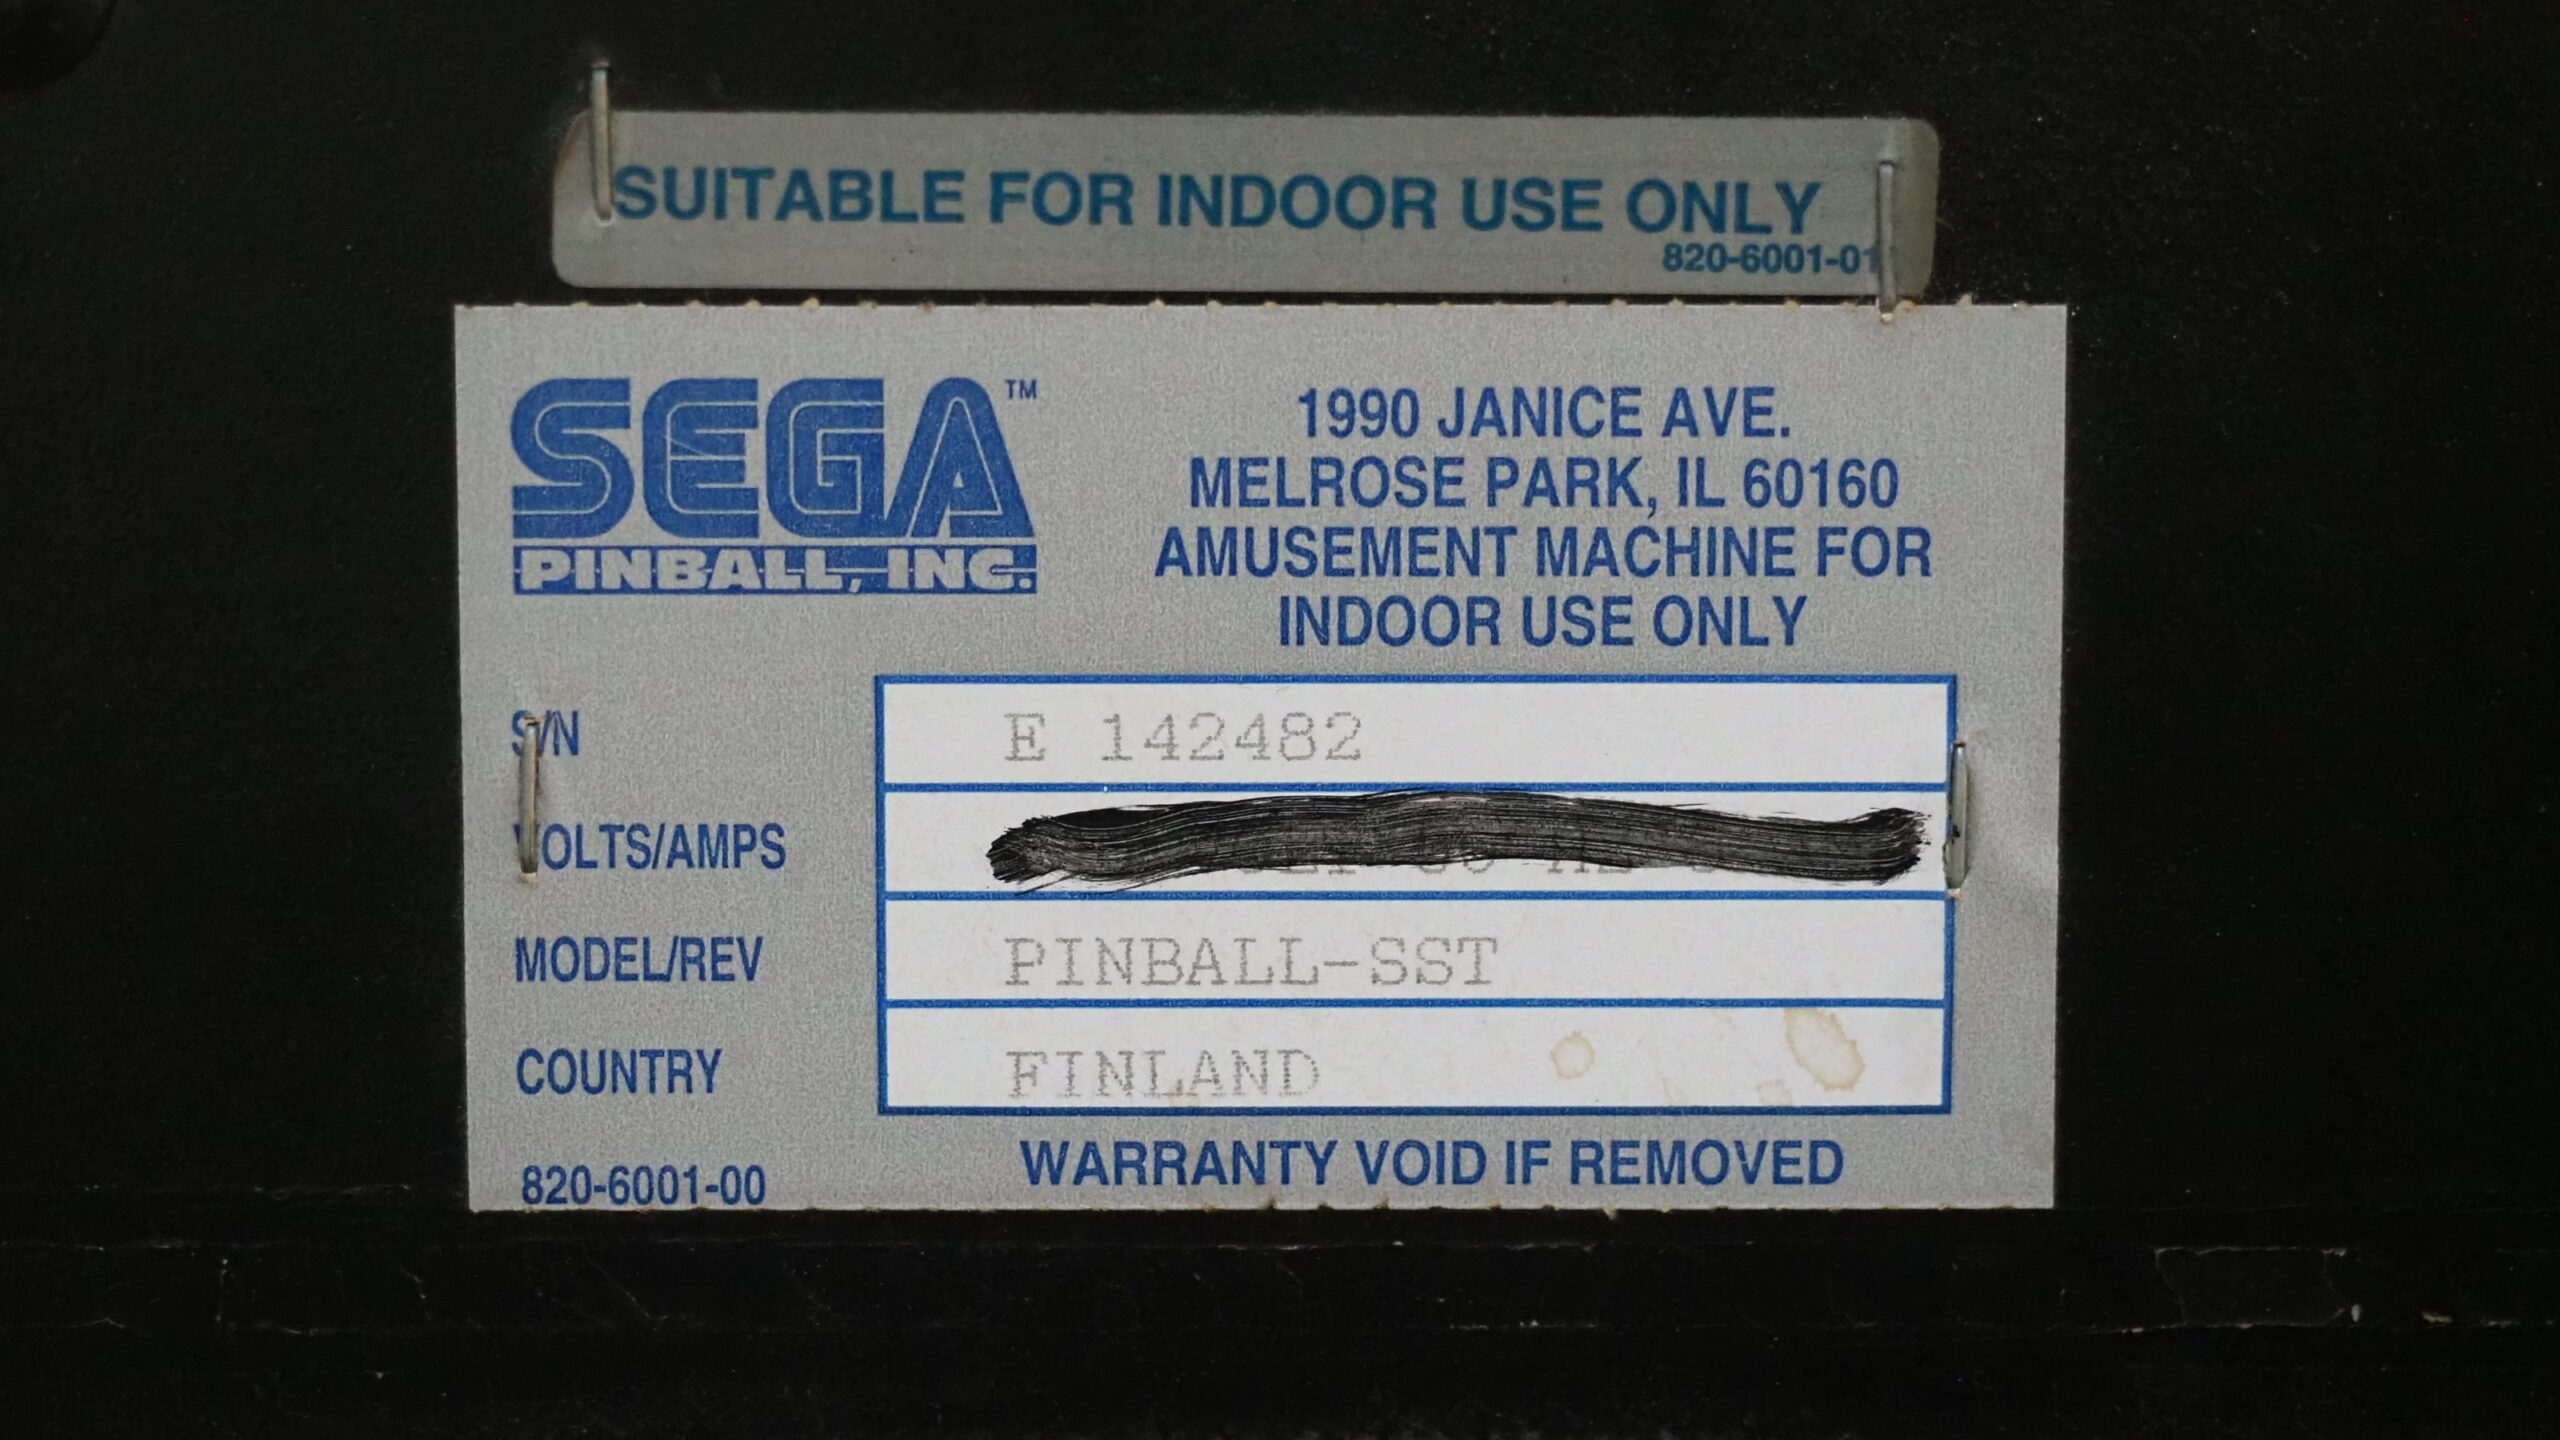 SUITABLE FOR INDOOR USE ONLY
820-6001-01
SEGA™
PINBALL, INC.
1990 JANICE AVE.
MELROSE PARK, IL 60160
AMUSEMENT MACHINE FOR
INDOOR USE ONLY
S/N E 142482
VOLTS/AMPS
MODEL/REV PINBALL-SST
COUNTRY FINLAND
820-6001-00 WARRANTY VOID IF REMOVED